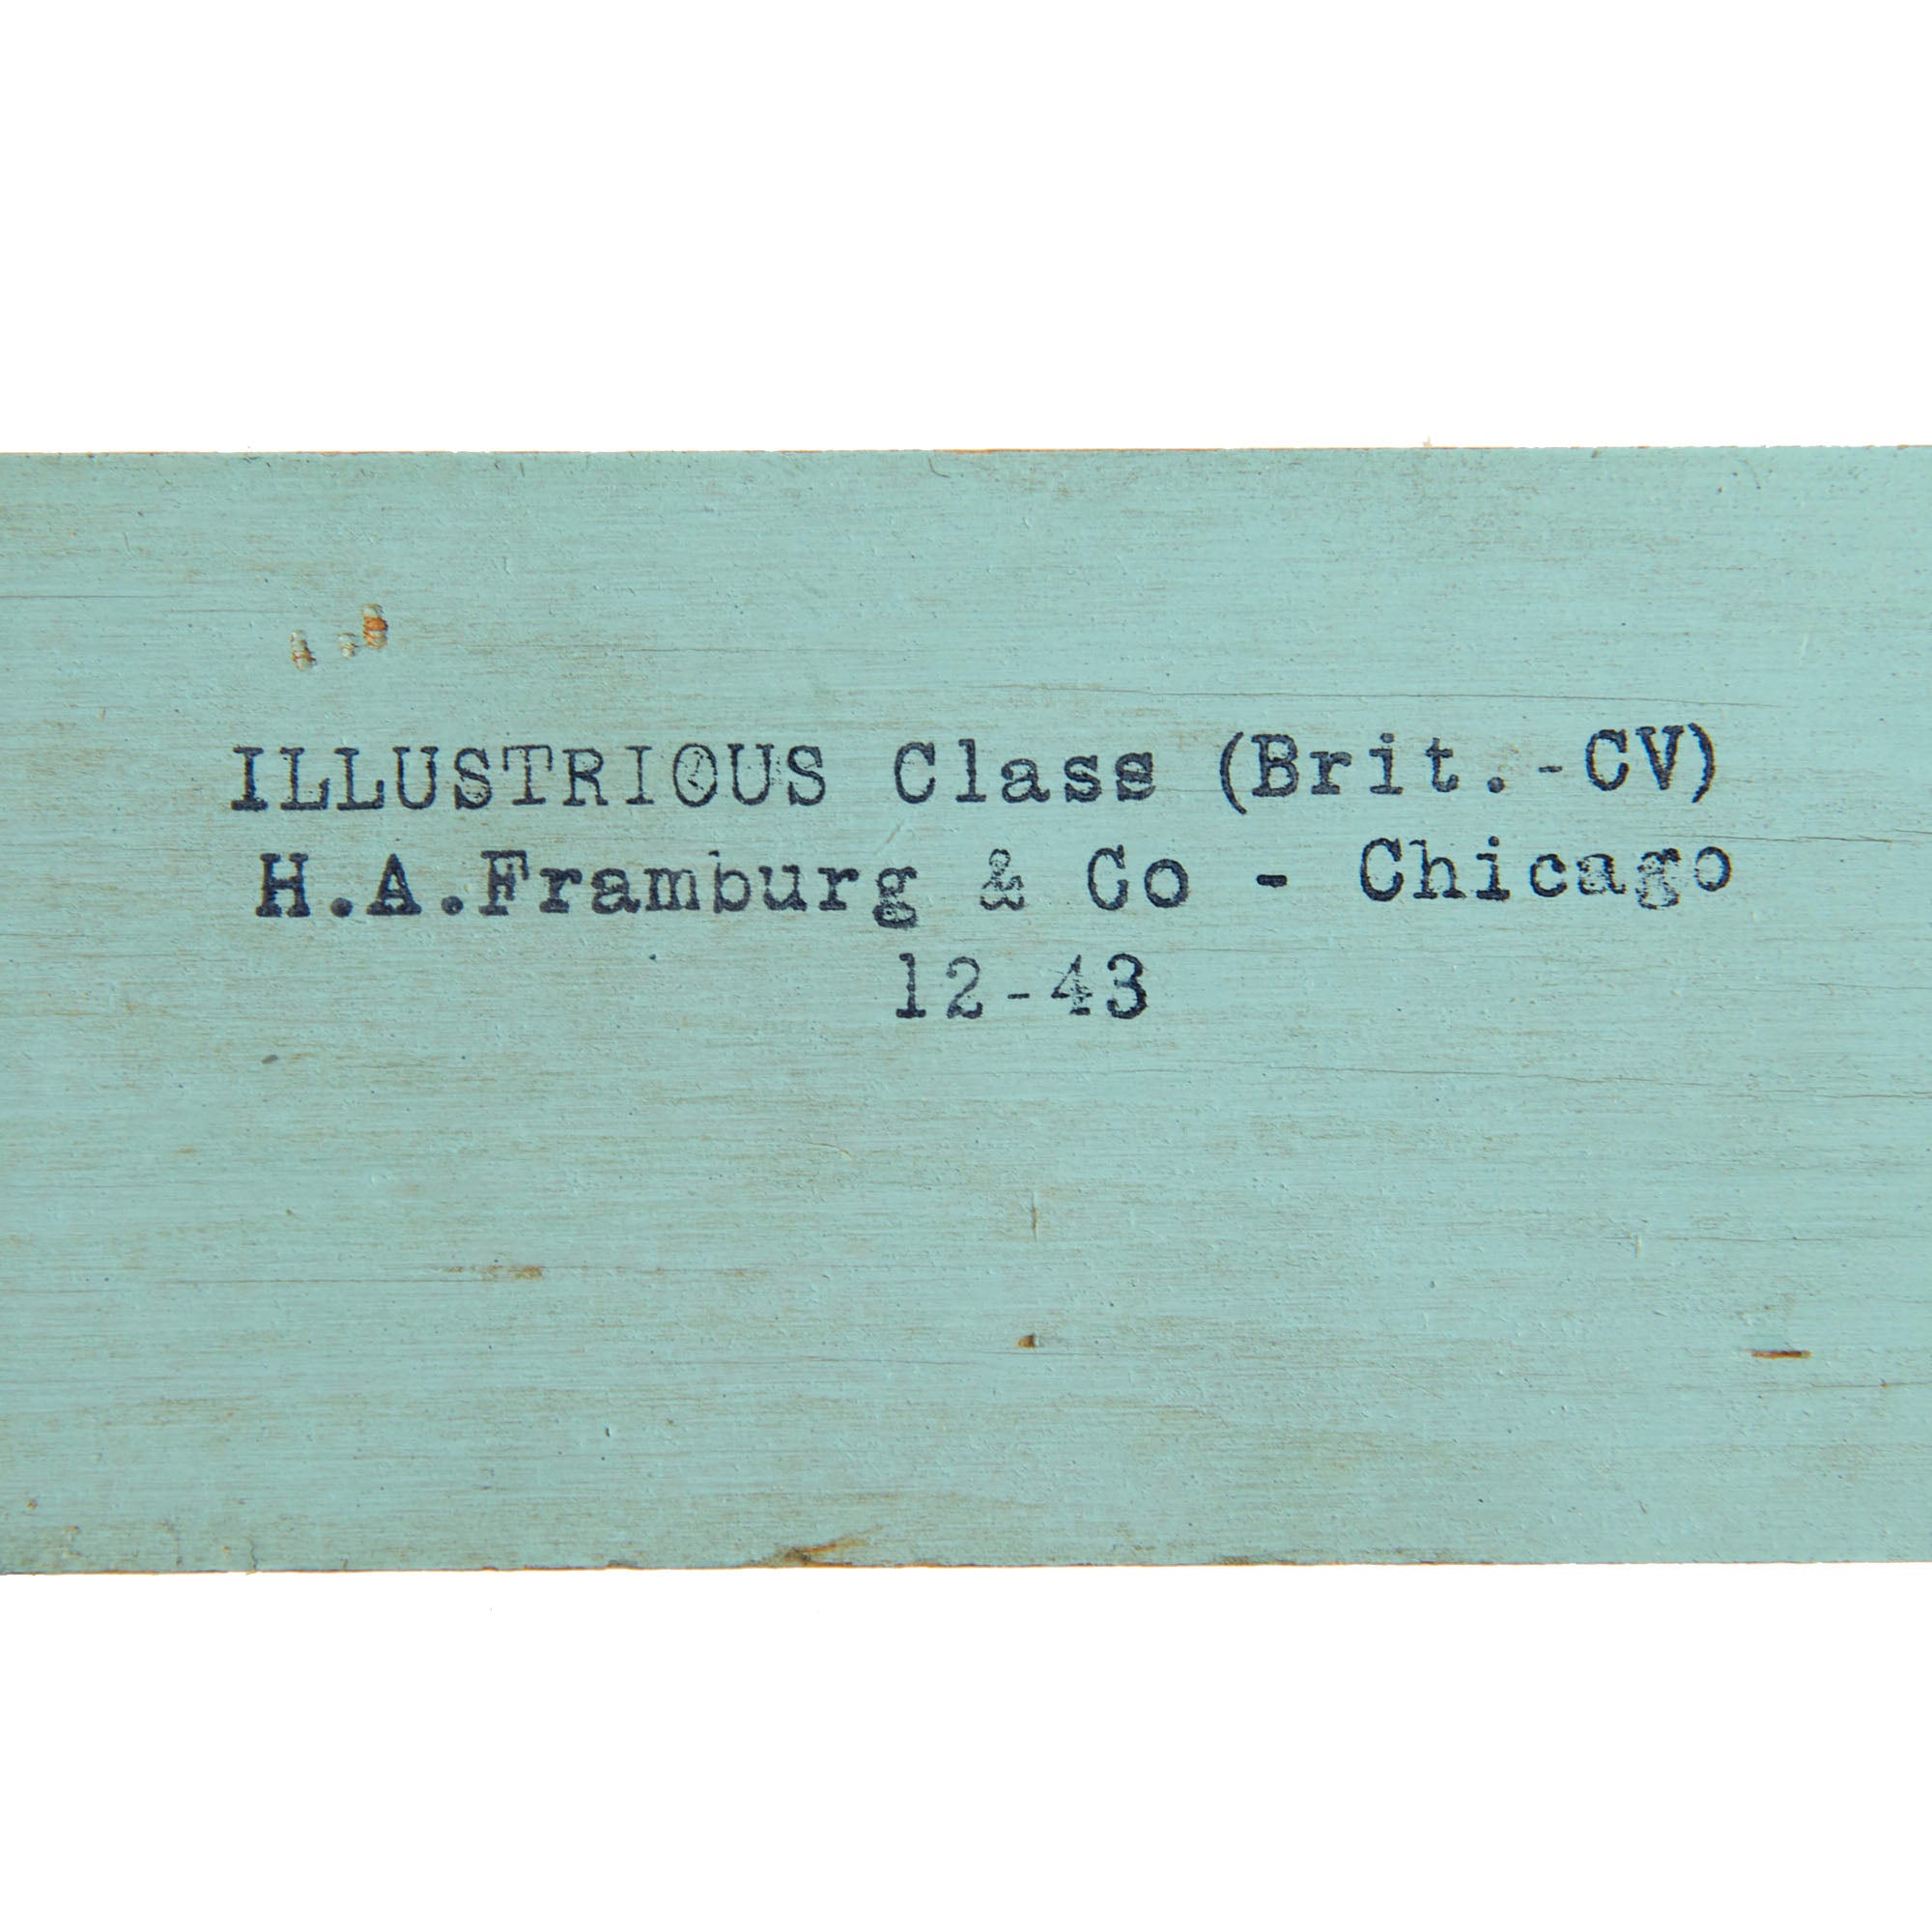 ILLUSTRIOUS Class (Brit.-CV)
H.A.Framburg & Co - Chicago
12-43